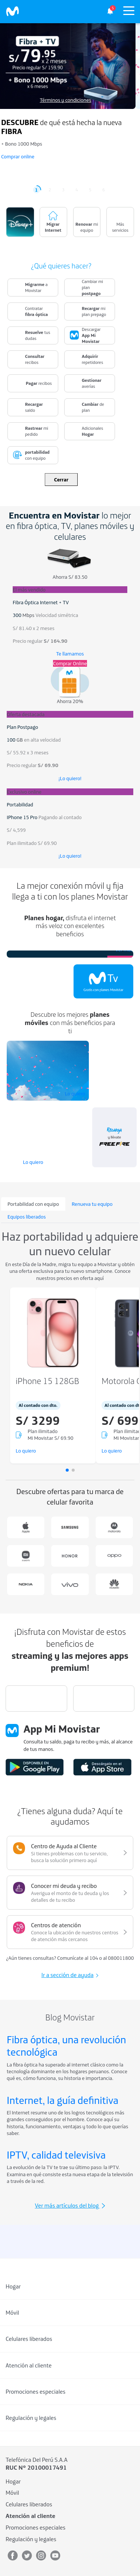 Fibra + TV
S/ 79.95 x 2 meses
Precio regular S/ 159.90
+ Bono 1000 Mbps
x 6 meses
Términos y condiciones
DESCUBRE de qué está hecha la nueva
FIBRA
+ Bono 1000 Mbps
Comprar online
Disney+
Migrar
Internet
Renovar mi
equipo
Más
servicios
¿Qué quieres hacer?
Migrarme a
Movistar
Cambiar mi
plan
postpago
Contratar
fibra óptica
Recargar mi
plan prepago
Resuelve tus
dudas
Descargar
App Mi
Movistar
Consultar
recibos
Adquirir
repetidores
Pagar recibos
Gestionar
averías
Recargar
saldo
Cambiar de
plan
Rastrear mi
pedido
Adicionales
Hogar
portabilidad
con equipo
Cerrar
Encuentra en Movistar lo mejor
en fibra óptica, TV, planes móviles y
celulares
Ahorra S/ 83.50
Fibra Óptica Internet + TV
300 Mbps Velocidad simétrica
S/ 81.40 x 2 meses
Precio regular S/ 164.90
Te llamamos
Comprar Online
Ahorra 20%
Plan Postpago
100 GB en alta velocidad
S/ 55.92 x 3 meses
Precio regular S/ 69.90
¡Lo quiero!
Portabilidad
iPhone 15 Pro Pagando al contado
S/ 4,399
Plan Ilimitado S/ 69.90
¡Lo quiero!
La mejor conexión móvil y fija
llega a ti con los planes Movistar
Planes hogar, disfruta el internet
más veloz con excelentes
beneficios
Tv
Gratis con planes Movistar
Descubre los mejores planes
móviles con más beneficios para
ti
FREE FIRE
Lo quiero
Portabilidad con equipo
Renueva tu equipo
Equipos liberados
Haz portabilidad y adquiere
un nuevo celular
En este Día de la Madre, migra tu equipo a Movistar y obtén
una oferta exclusiva en un nuevo smartphone. Conoce
nuestros precios en oferta aquí
iPhone 15 128GB
Motorola
Al contado con dto.
S/ 3299
Plan Ilimitado
Mi Movistar S/ 69.90
Lo quiero
Al contado con
S/ 699
Plan Ilimitado
Mi Movistar
Lo quiero
Descubre ofertas para tu marca de
celular favorita
SAMSUNG
HONOR
oppo
NOKIA
vivo
HUAWEI
¡Disfruta con Movistar de estos
beneficios de
streaming y las mejores apps
premium!
App Mi Movistar
Consulta tu saldo, paga tu recibo y más, al alcance
de tus manos.
DISPONIBLE EN
Google Play
Descárgalo en el
App Store
¿Tienes alguna duda? Aquí te
ayudamos
Centro de Ayuda al Cliente
Si tienes problemas con tu servicio,
busca la solución primero aquí
Conocer mi deuda y recibo
Averigua el monto de tu deuda y los
detalles de tu recibo
Centros de atención
Conoce la ubicación de nuestros centros
de atención más cercanos
¿Aún tienes consultas? Comunícate al 104 o al 080011800
Ir a sección de ayuda
Blog Movistar
Fibra óptica, una revolución
tecnológica
La fibra óptica ha superado al internet clásico como la
tecnología dominante en los hogares peruanos. Conoce
qué es, cómo funciona, su historia e importancia.
Internet, la guía definitiva
El internet resume uno de los logros tecnológicos más
grandes conseguidos por el hombre. Conoce aquí su
historia, funcionamiento, ventajas y todo lo que quieras
saber.
IPTV, calidad televisiva
La evolución de la TV te trae su último paso: la IPTV.
Examina en qué consiste esta nueva etapa de la televisión
a través de la red.
Ver más artículos del blog
Hogar
Móvil
Celulares liberados
Atención al cliente
Promociones especiales
Regulación y legales
Telefónica Del Perú S.A.A
RUC Nº 20100017491
Hogar
Móvil
Celulares liberados
Atención al cliente
Promociones especiales
Regulación y legales